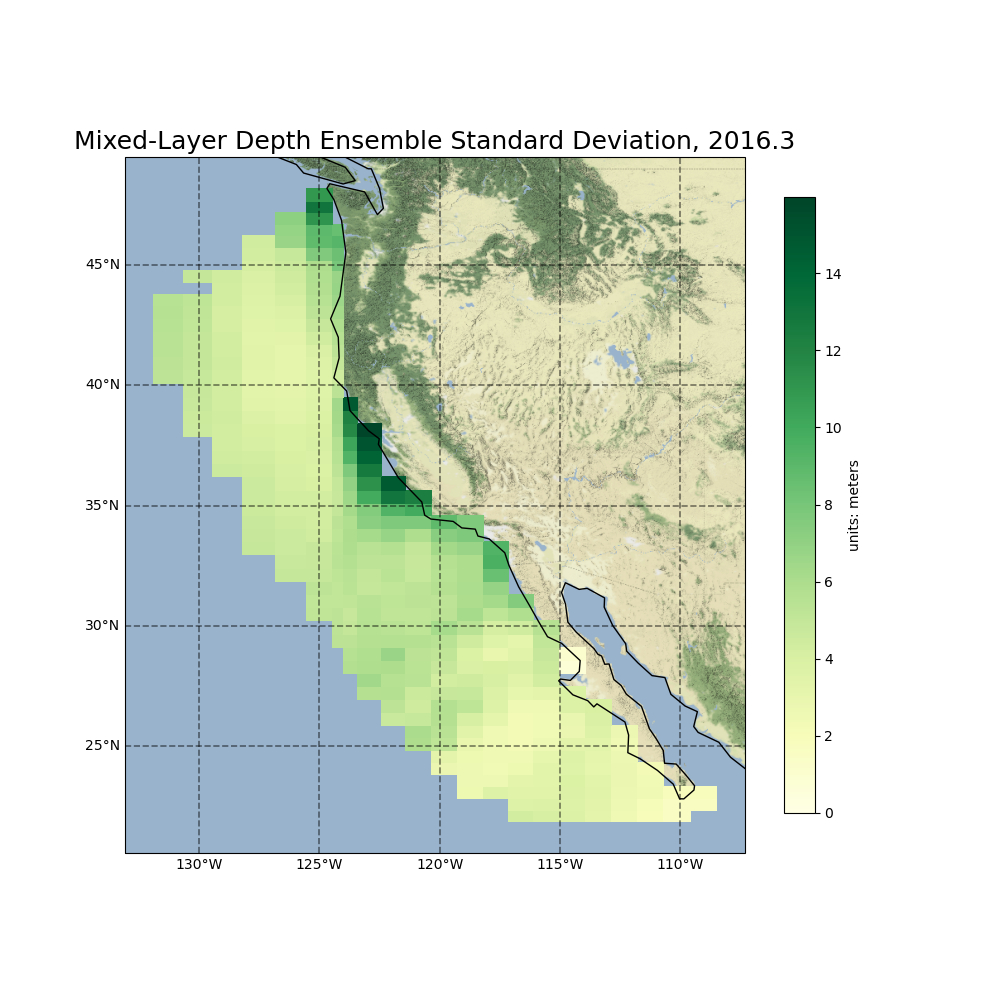 Mixed-Layer Depth Ensemble Standard Deviation, 2016.3
45°N
40°N
35°N
30°N
25°N
130°W
125°W
120°W
115°W
110°W
14
12
10
8
6
4
2
0
units: meters